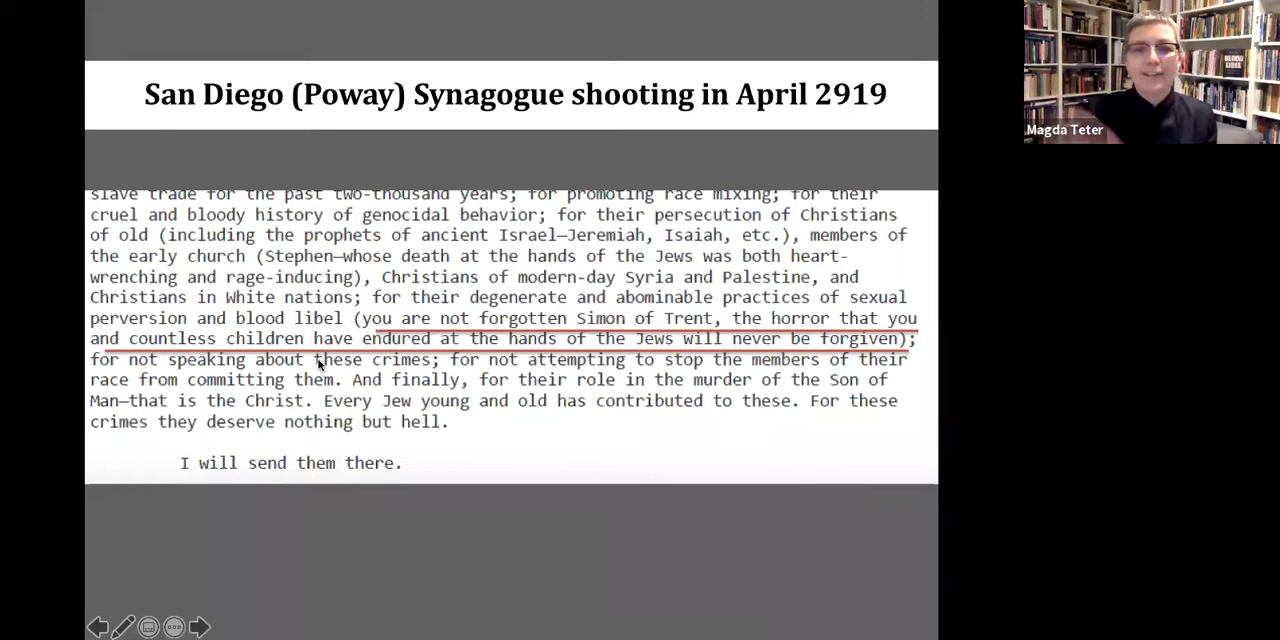 San Diego (Poway) Synagogue shooting in April 2919
slave trade for the past two-thousand years; for promoting race mixing; for their
cruel and bloody history of genocidal behavior; for their persecution of Christians
of old (including the prophets of ancient Israel—Jeremiah, Isaiah, etc.), members of
the early church (Stephen—whose death at the hands of the Jews was both heart-
wrenching and rage-inducing), Christians of modern-day Syria and Palestine, and
Christians in White nations; for their degenerate and abominable practices of sexual
perversion and blood libel (you are not forgotten Simon of Trent, the horror that you
and countless children have endured at the hands of the Jews will never be forgiven);
for not speaking about these crimes; for not attempting to stop the members of their
race from committing them. And finally, for their role in the murder of the Son of
Man—that is the Christ. Every Jew young and old has contributed to these. For these
crimes they deserve nothing but hell.
I will send them there.
BLOOD
LIBEL
Magda Teter